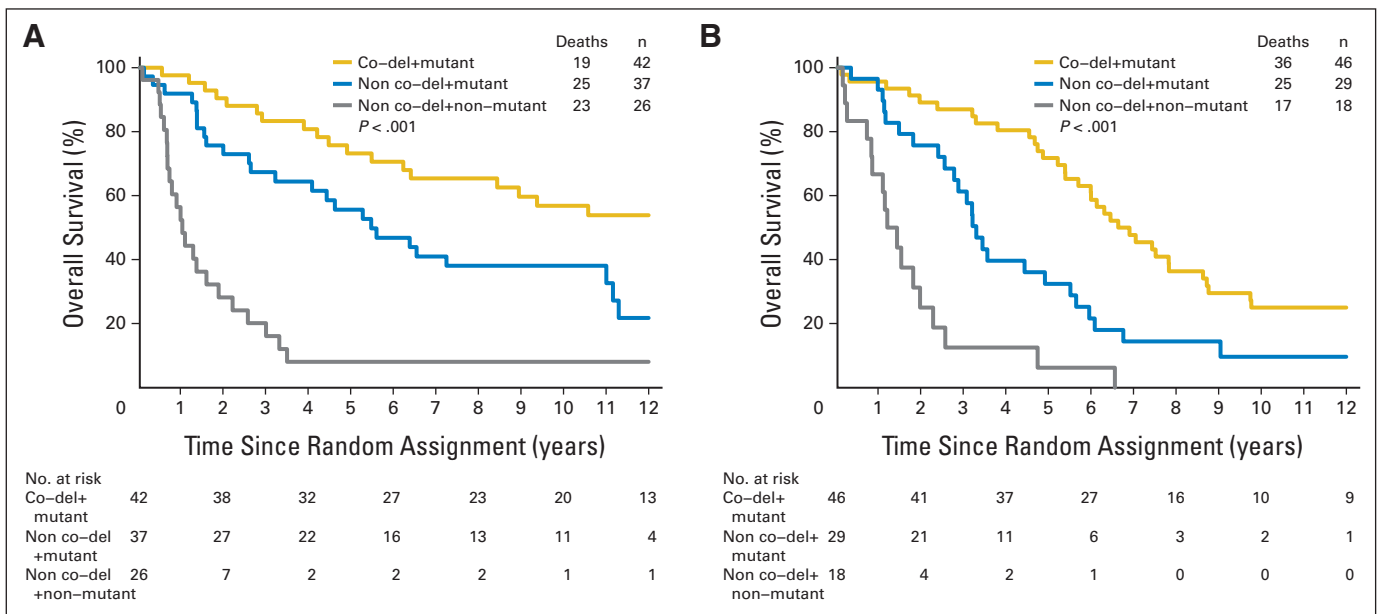 A
Deaths n
Co–del+mutant 19 42
Non co–del+mutant 25 37
Non co–del+non–mutant 23 26
P < .001
Overall Survival (%)
100
80
60
40
20
0 1 2 3 4 5 6 7 8 9 10 11 12
Time Since Random Assignment (years)
No. at risk
Co–del+ 42 38 32 27 23 20 13
mutant
Non co–del 37 27 22 16 13 11 4
+mutant
Non co–del 26 7 2 2 2 1 1
+non–mutant
B
Deaths n
Co–del+mutant 36 46
Non co–del+mutant 25 29
Non co–del+non–mutant 17 18
P < .001
Overall Survival (%)
100
80
60
40
20
0 1 2 3 4 5 6 7 8 9 10 11 12
Time Since Random Assignment (years)
No. at risk
Co–del+ 46 41 37 27 16 10 9
mutant
Non co–del+ 29 21 11 6 3 2 1
mutant
Non co–del+ 18 4 2 1 0 0 0
non–mutant